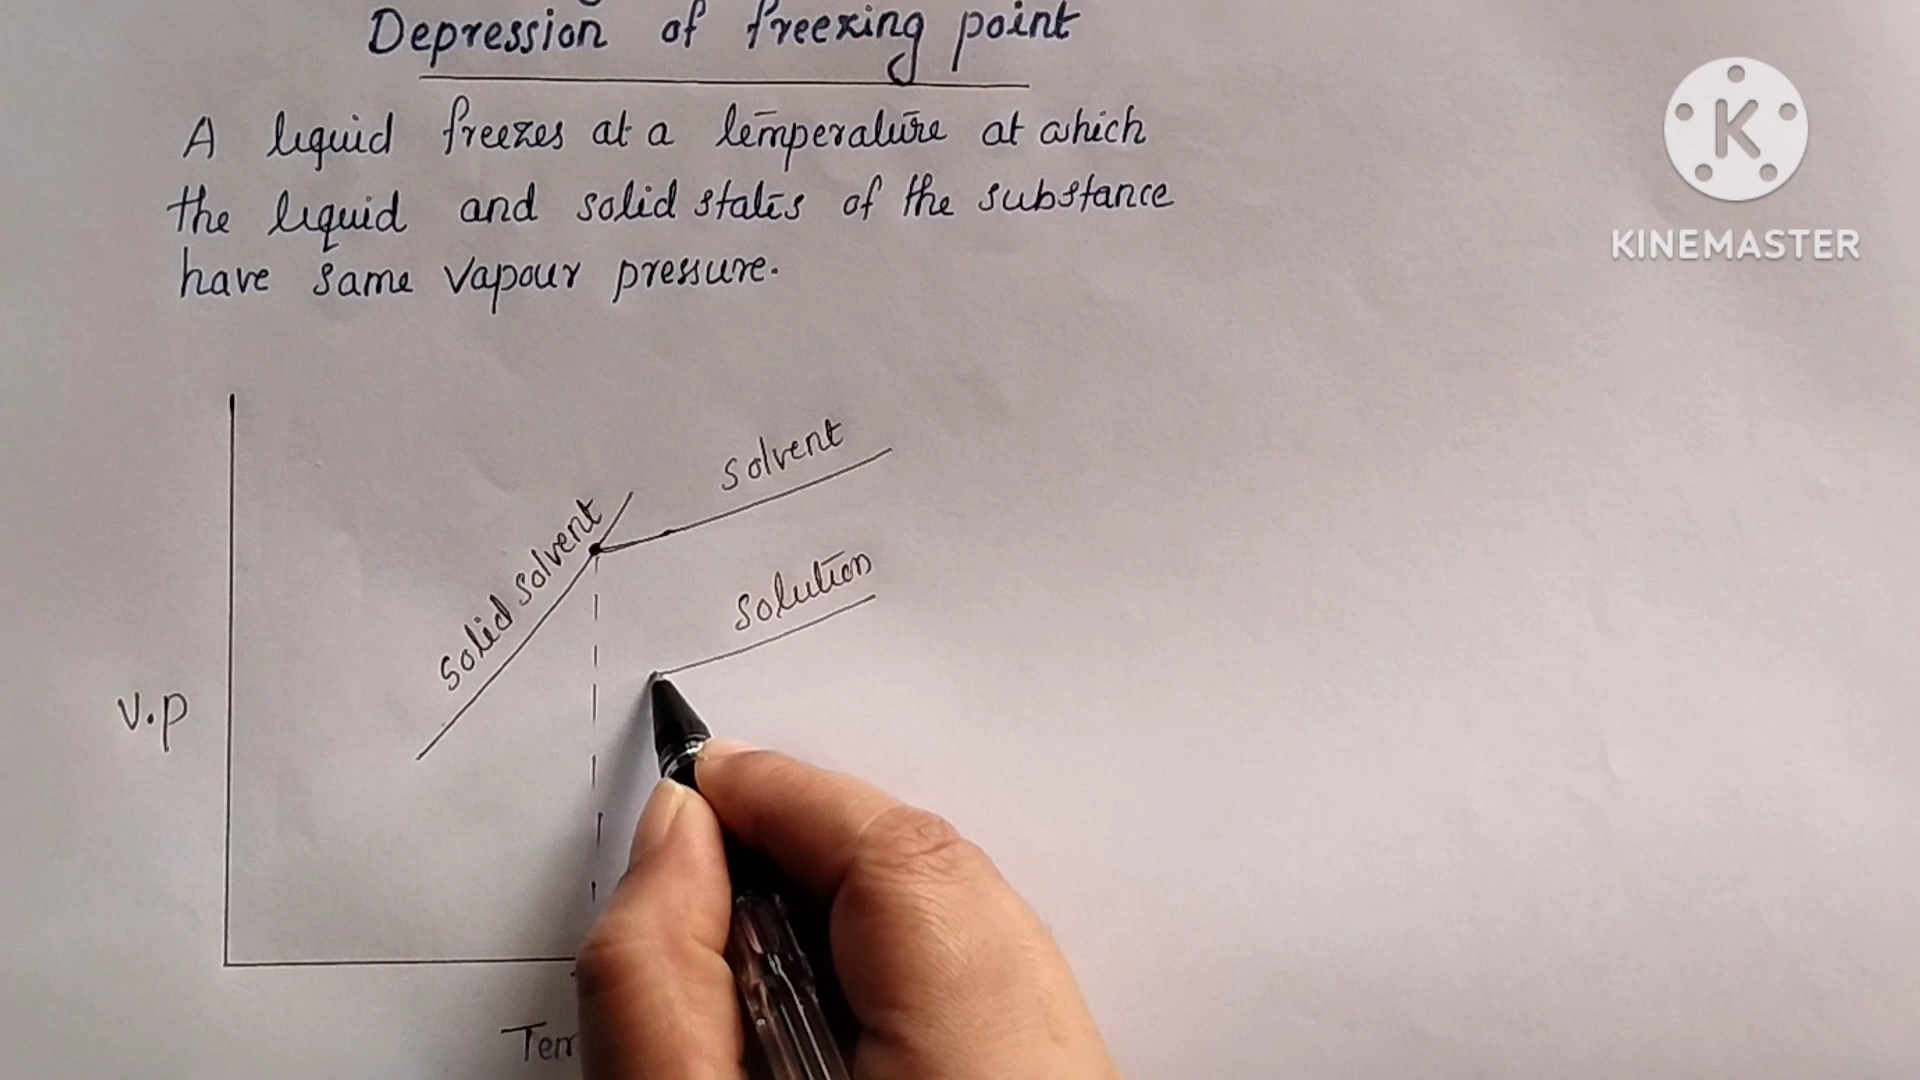 Depression of freezing point
A liquid freezes at a temperature at which
the liquid and solid states of the substance
have same vapour pressure.
K
KINEMASTER
solvent
solid solvent
solution
V.p
Tem